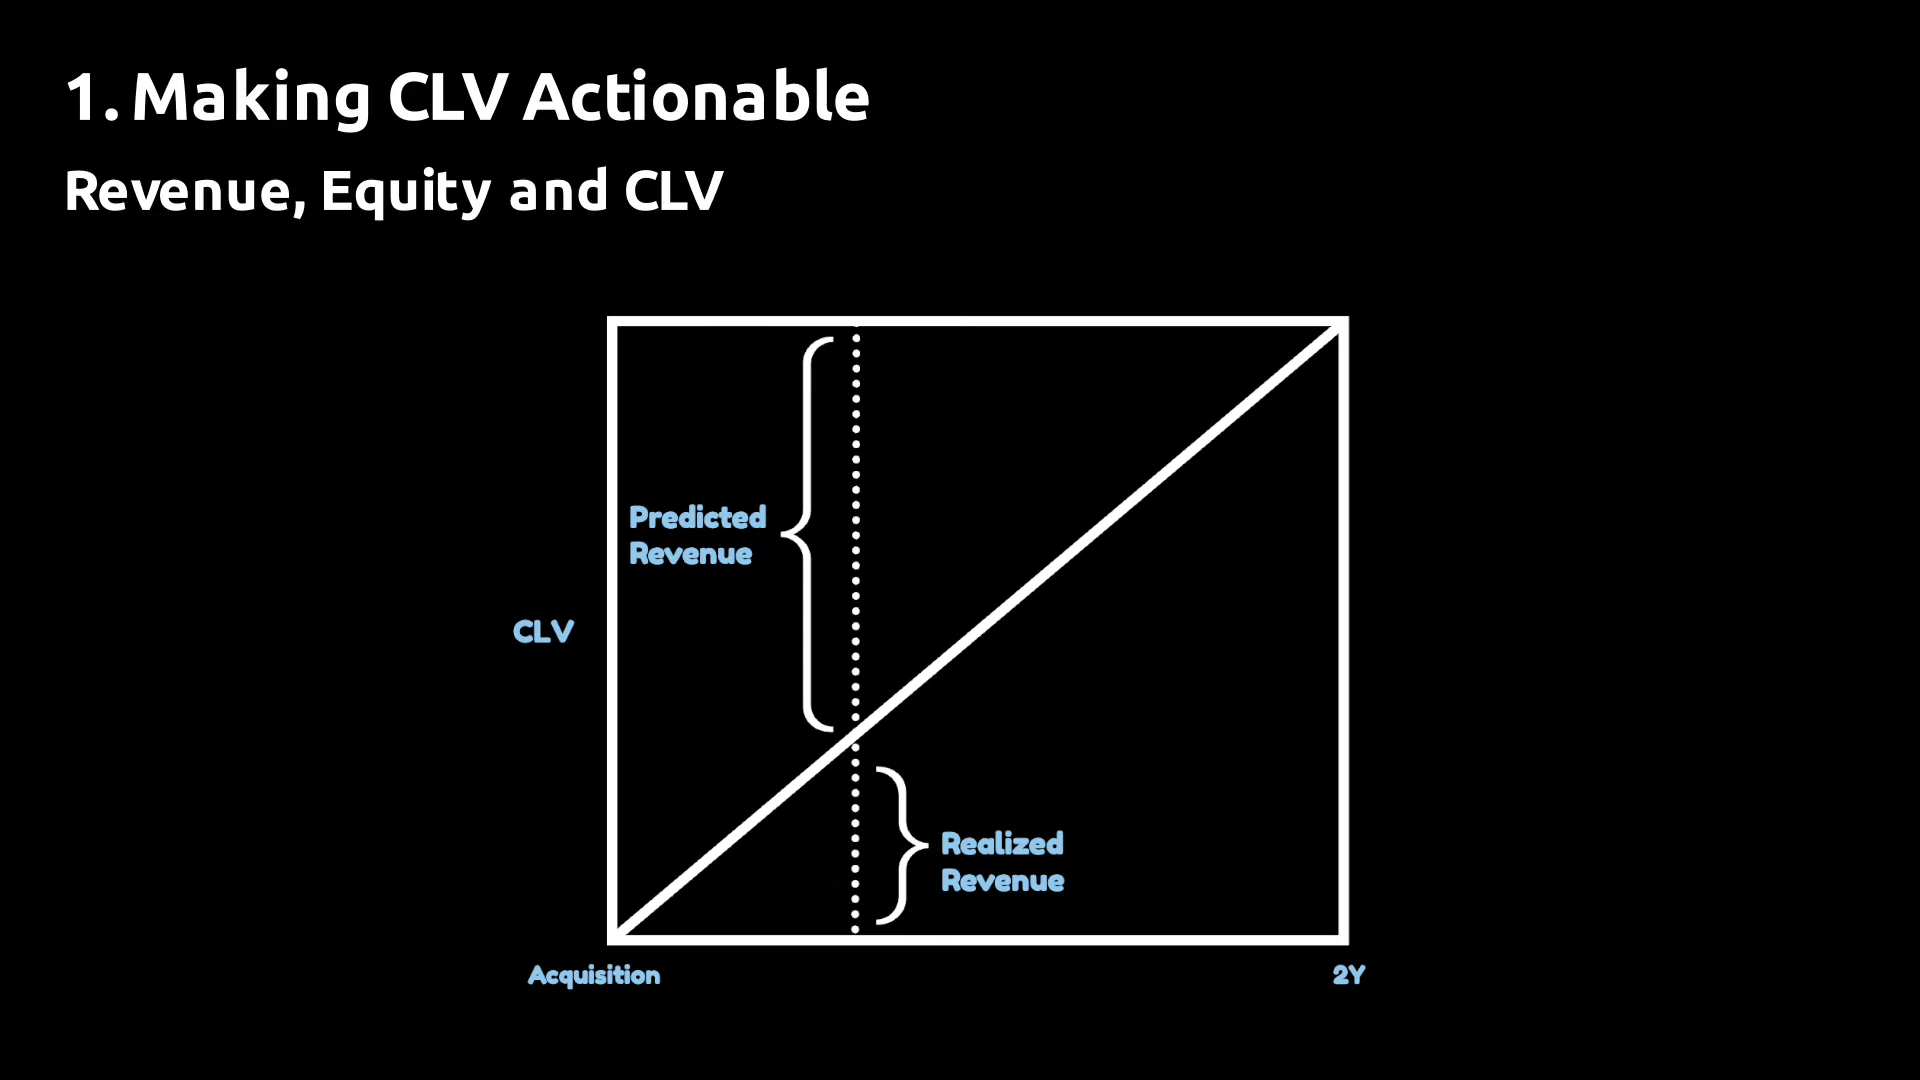 1. Making CLV Actionable
Revenue, Equity and CLV
Predicted
Revenue
CLV
Realized
Revenue
Acquisition
2Y